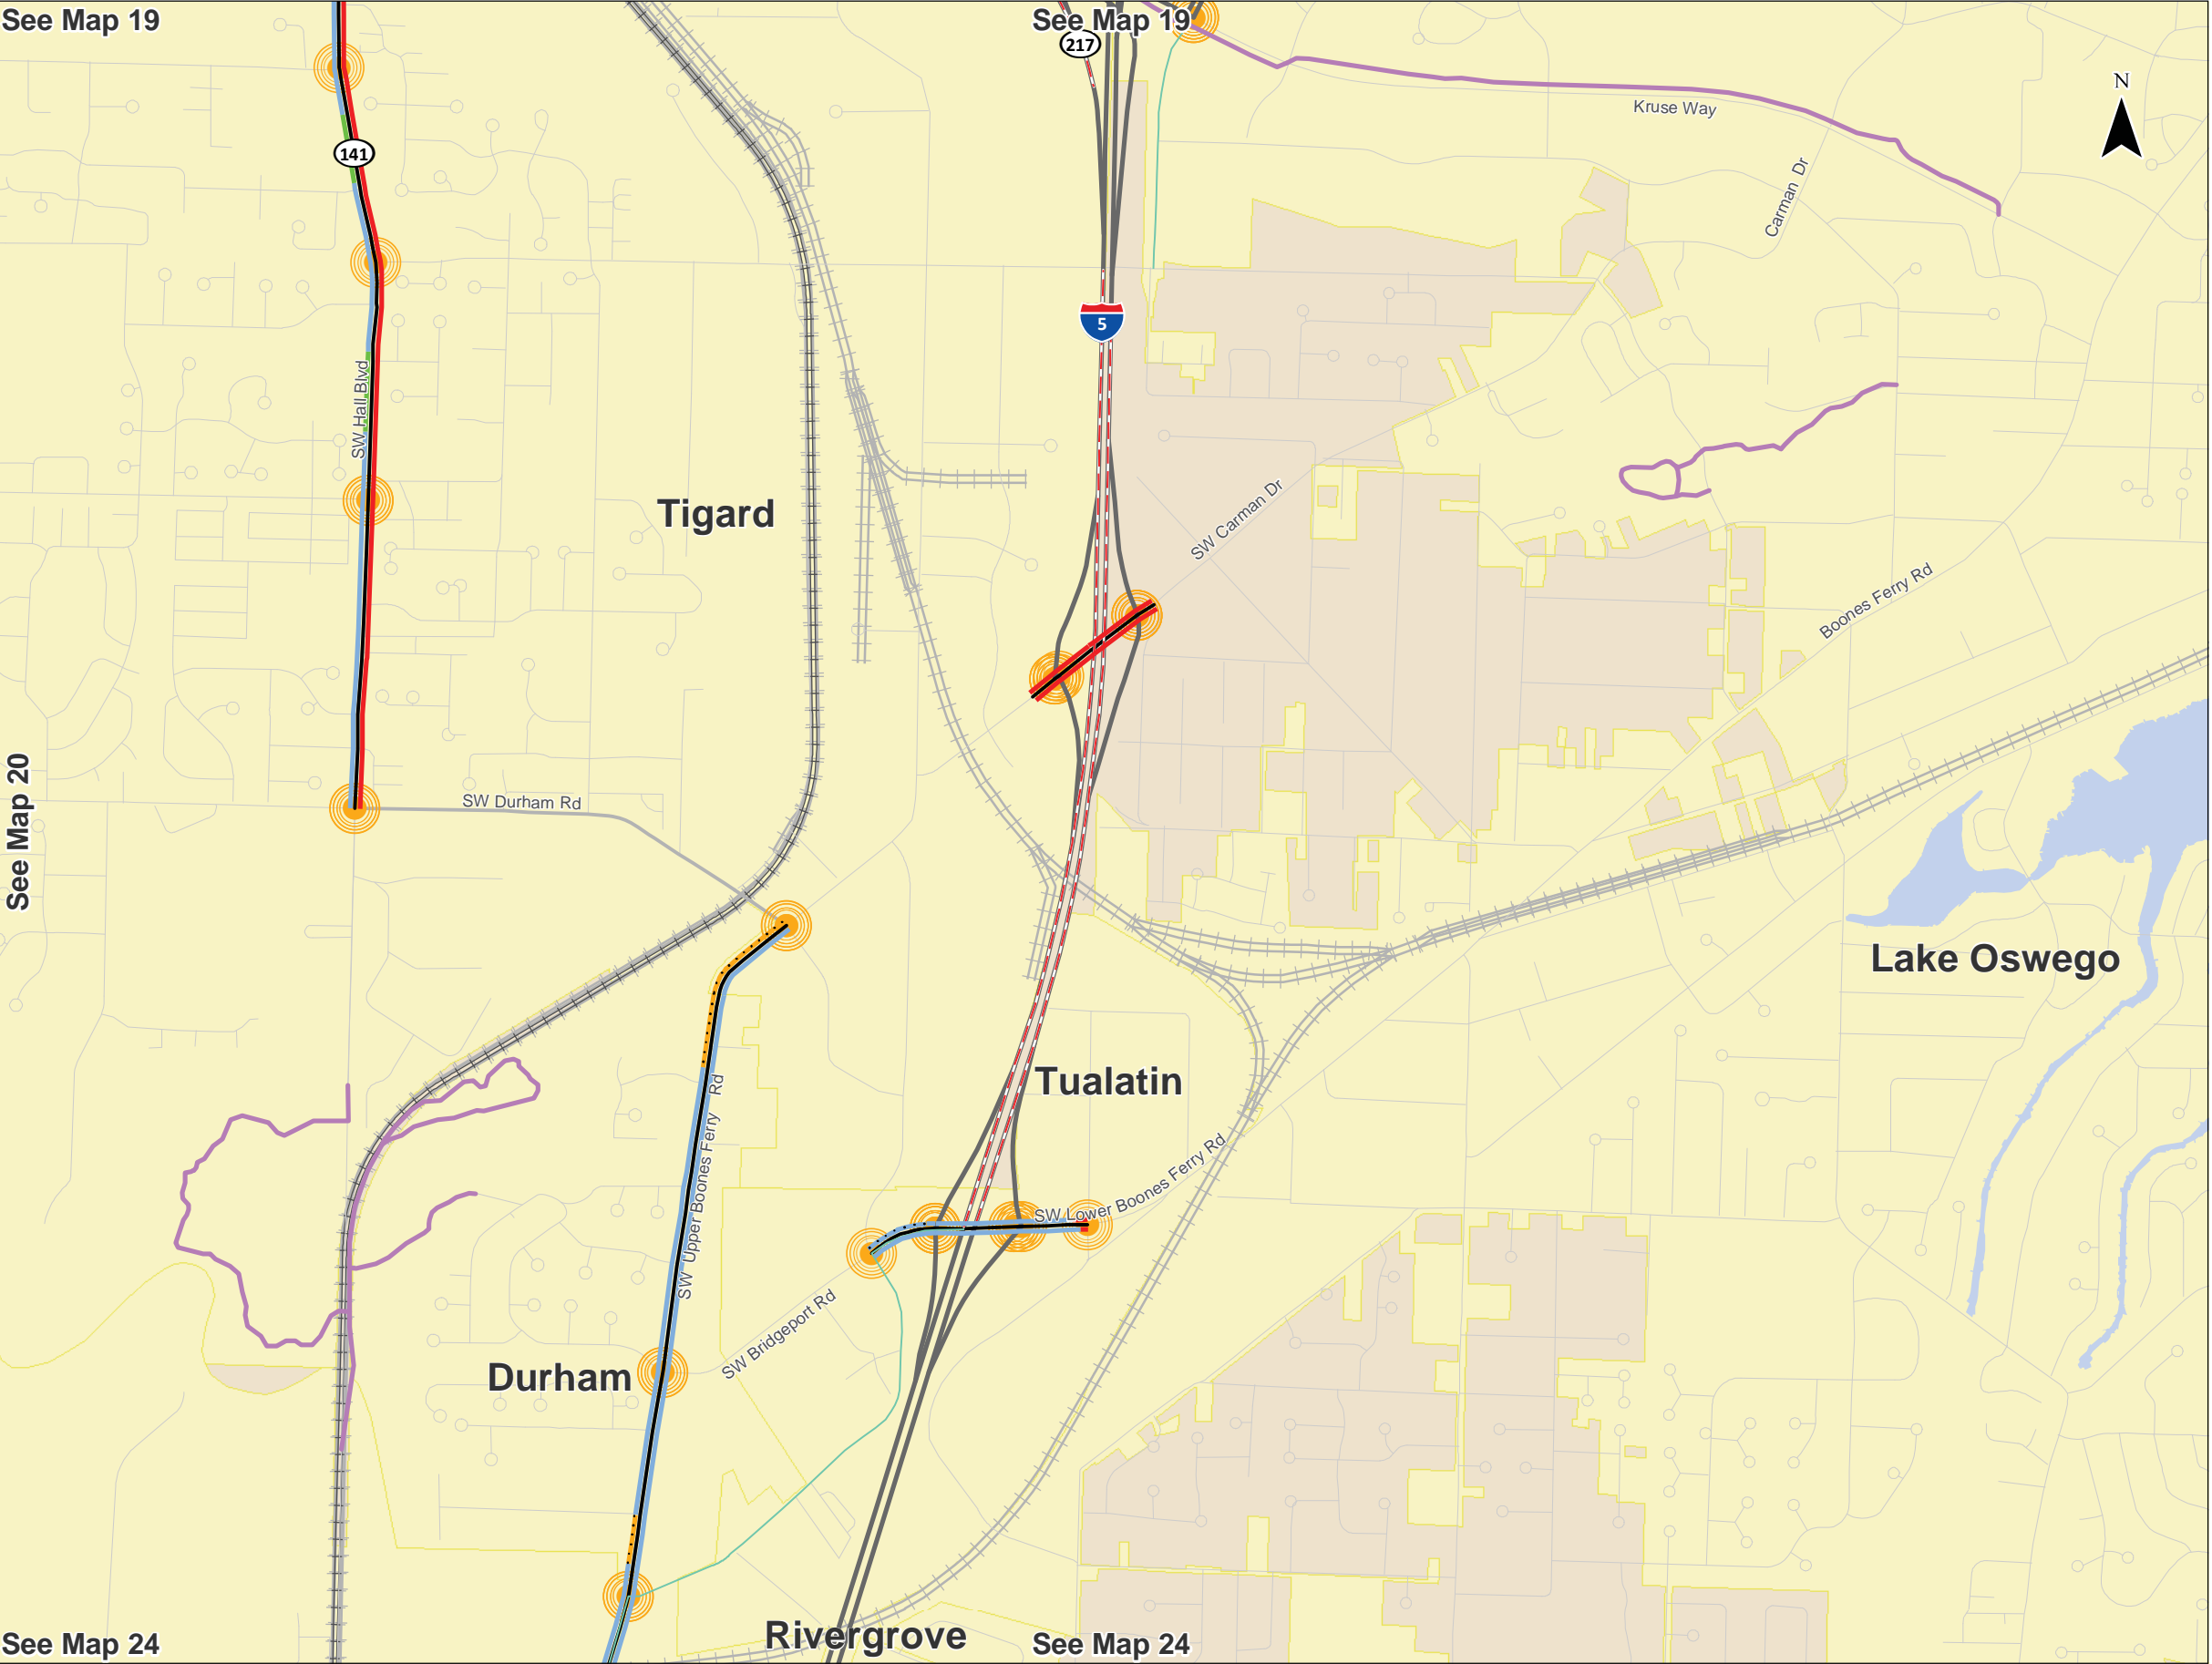 See Map 19
See Map 19
217
N
Kruse Way
141
Carman Dr
5
SW Hall Blvd
Tigard
SW Carman Dr
Boones Ferry Rd
See Map 20
SW Durham Rd
Lake Oswego
Tualatin
SW Upper Boones Ferry Rd
SW Lower Boones Ferry Rd
SW Bridgeport Rd
Durham
Rivergrove
See Map 24
See Map 24